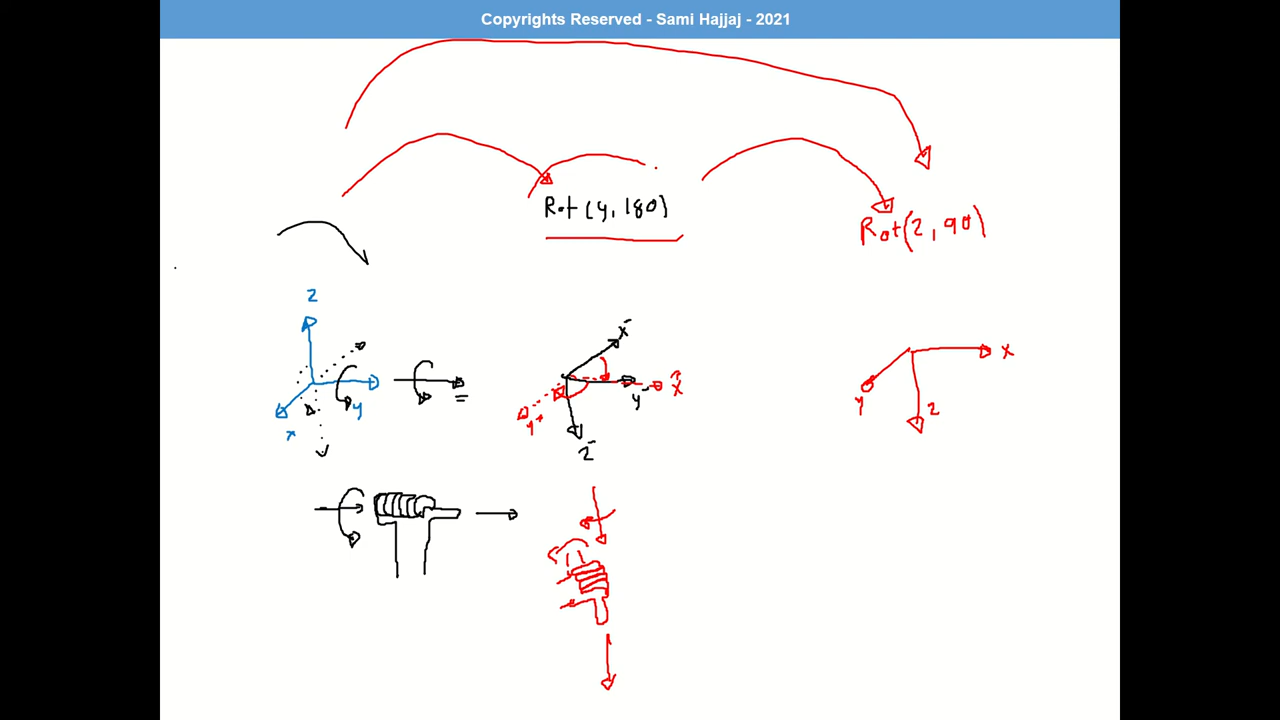 Copyrights Reserved - Sami Hajjaj - 2021
Rot(y, 180)
Rot(z, 90)
z
y
x
x̄
ȳ
x̂
y*
z̄
x
y
z